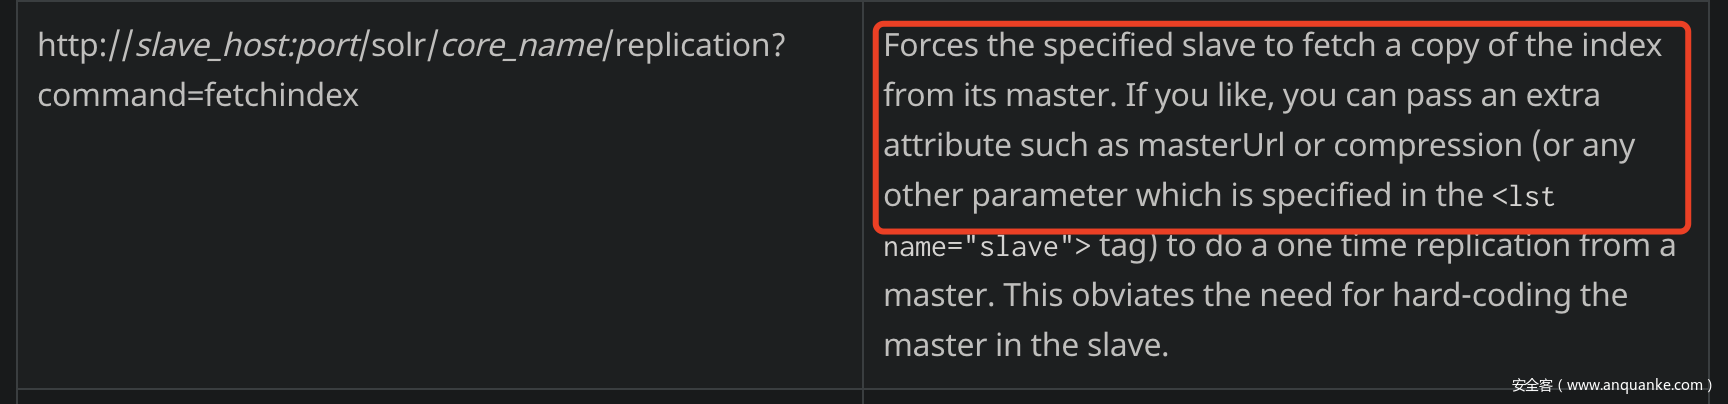 http://slave_host:port/solr/core_name/replication?
command=fetchindex
Forces the specified slave to fetch a copy of the index
from its master. If you like, you can pass an extra
attribute such as masterUrl or compression (or any
other parameter which is specified in the <lst
name="slave"> tag) to do a one time replication from a
master. This obviates the need for hard-coding the
master in the slave.
安全客（www.anquanke.com）